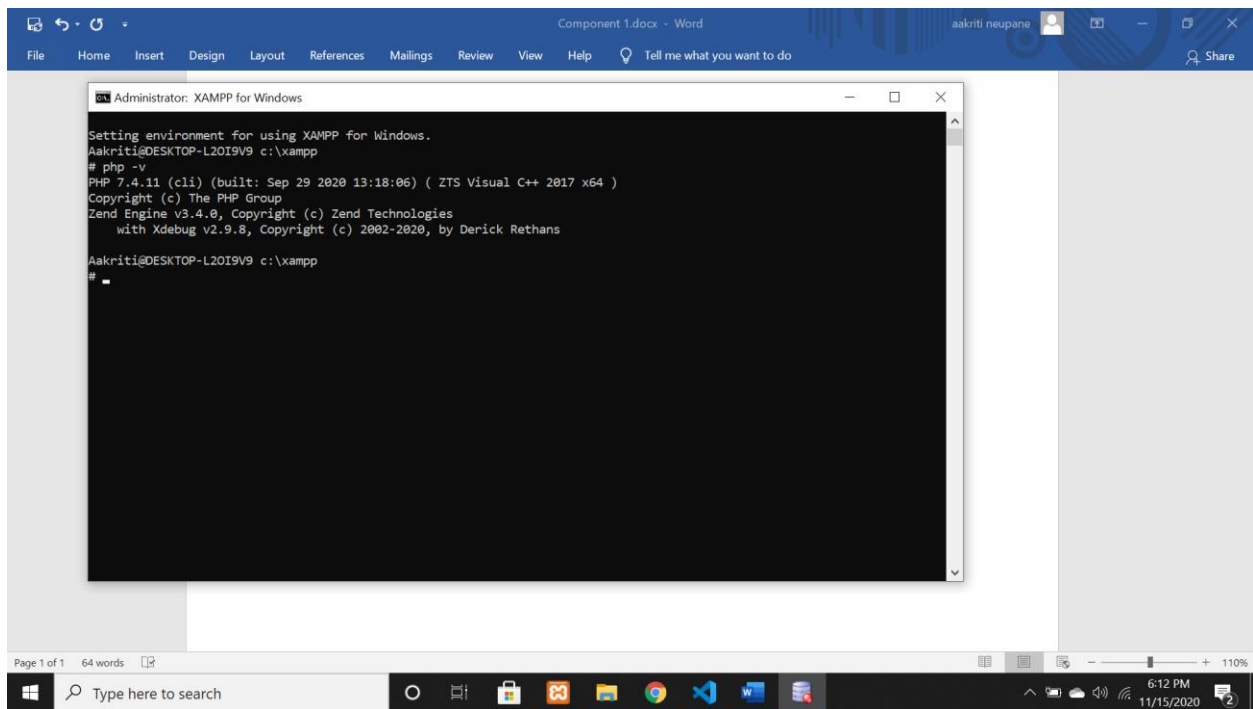 Component 1.docx - Word
aakriti neupane
File Home Insert Design Layout References Mailings Review View Help Tell me what you want to do Share
Administrator: XAMPP for Windows
Setting environment for using XAMPP for Windows.
Aakriti@DESKTOP-L2OI9V9 c:\xampp
# php -v
PHP 7.4.11 (cli) (built: Sep 29 2020 13:18:06) ( ZTS Visual C++ 2017 x64 )
Copyright (c) The PHP Group
Zend Engine v3.4.0, Copyright (c) Zend Technologies
with Xdebug v2.9.8, Copyright (c) 2002-2020, by Derick Rethans
Aakriti@DESKTOP-L2OI9V9 c:\xampp
#
Page 1 of 1 64 words 110%
Type here to search
6:12 PM
11/15/2020
2